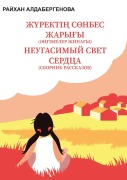 РАЙХАН АЛДАБЕРГЕНОВА
ЖҮРЕКТІҢ СӨНБЕС
ЖАРЫҒЫ
(ӘҢГІМЕЛЕР ЖИНАҒЫ)
НЕУГАСИМЫЙ СВЕТ
СЕРДЦА
(СБОРНИК РАССКАЗОВ)